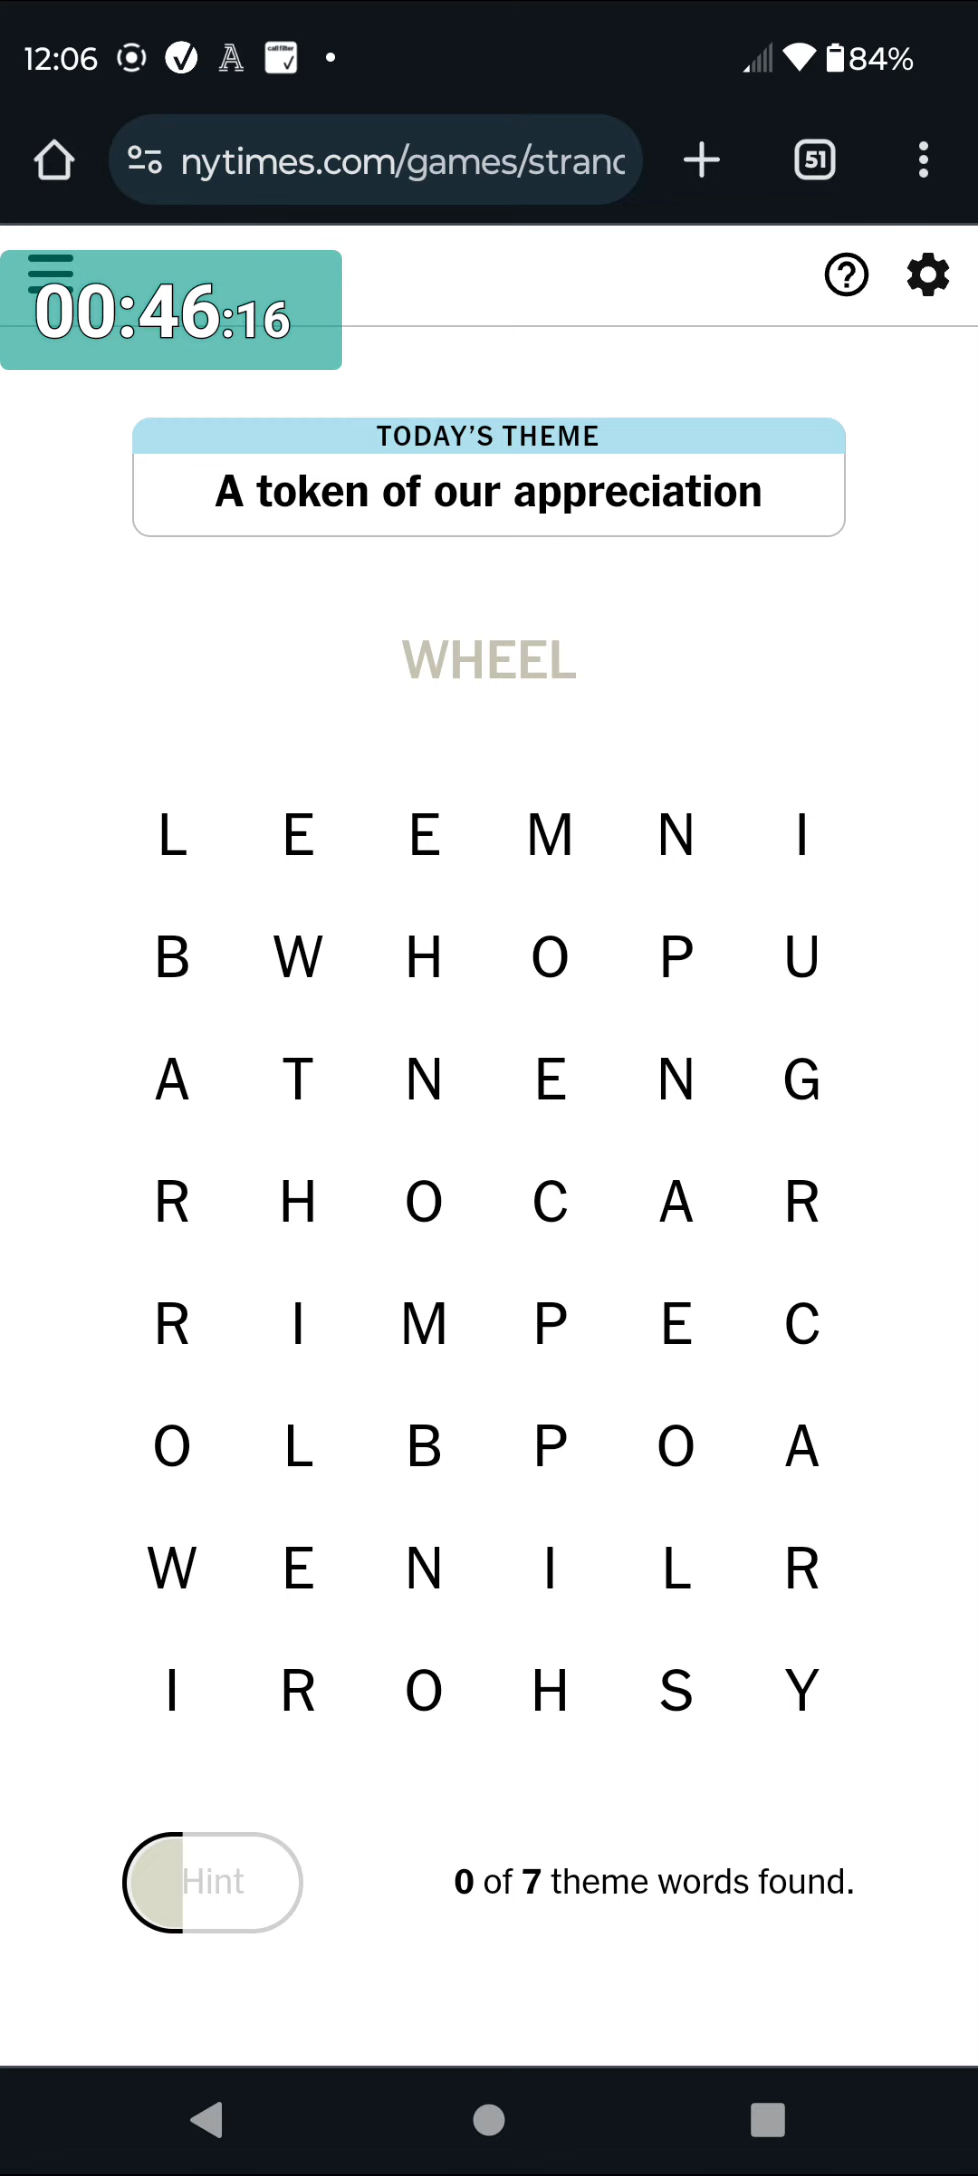 12:06 84%
nytimes.com/games/stranc 51
00:46:16
TODAY'S THEME
A token of our appreciation
WHEEL
L E E M N I
B W H O P U
A T N E N G
R H O C A R
R I M P E C
O L B P O A
W E N I L R
I R O H S Y
Hint 0 of 7 theme words found.